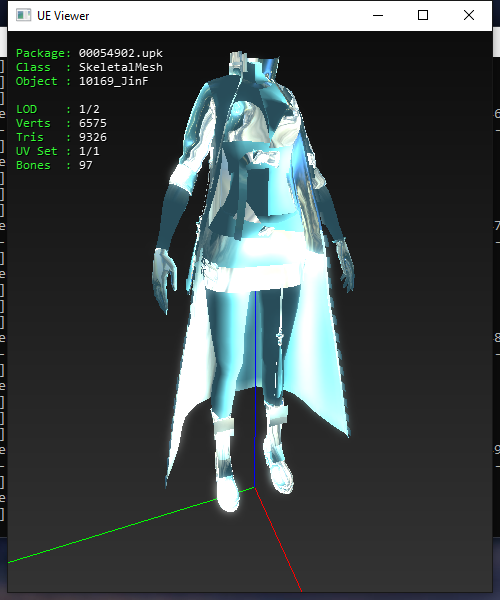 UE Viewer
Package: 00054902.upk
Class : SkeletalMesh
Object : 10169_JinF
LOD : 1/2
Verts : 6575
Tris : 9326
UV Set : 1/1
Bones : 97